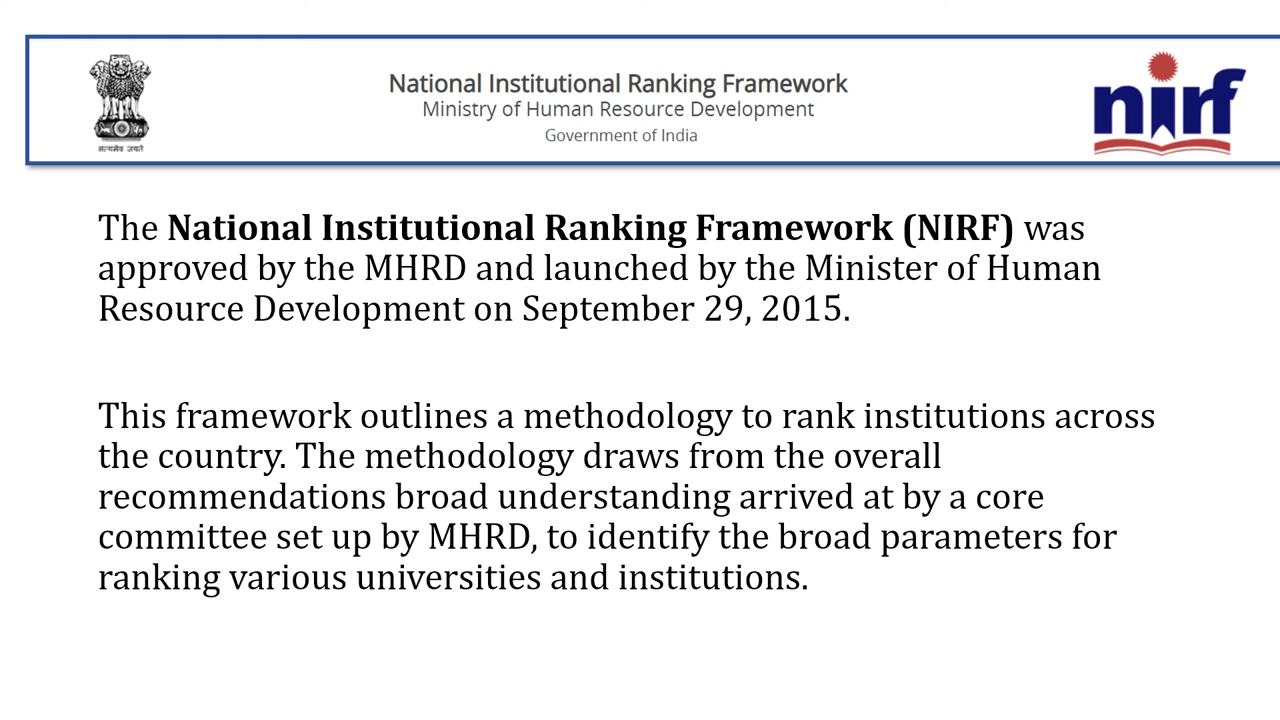 National Institutional Ranking Framework
Ministry of Human Resource Development
Government of India
सत्यमेव जयते
nirf
The National Institutional Ranking Framework (NIRF) was
approved by the MHRD and launched by the Minister of Human
Resource Development on September 29, 2015.
This framework outlines a methodology to rank institutions across
the country. The methodology draws from the overall
recommendations broad understanding arrived at by a core
committee set up by MHRD, to identify the broad parameters for
ranking various universities and institutions.